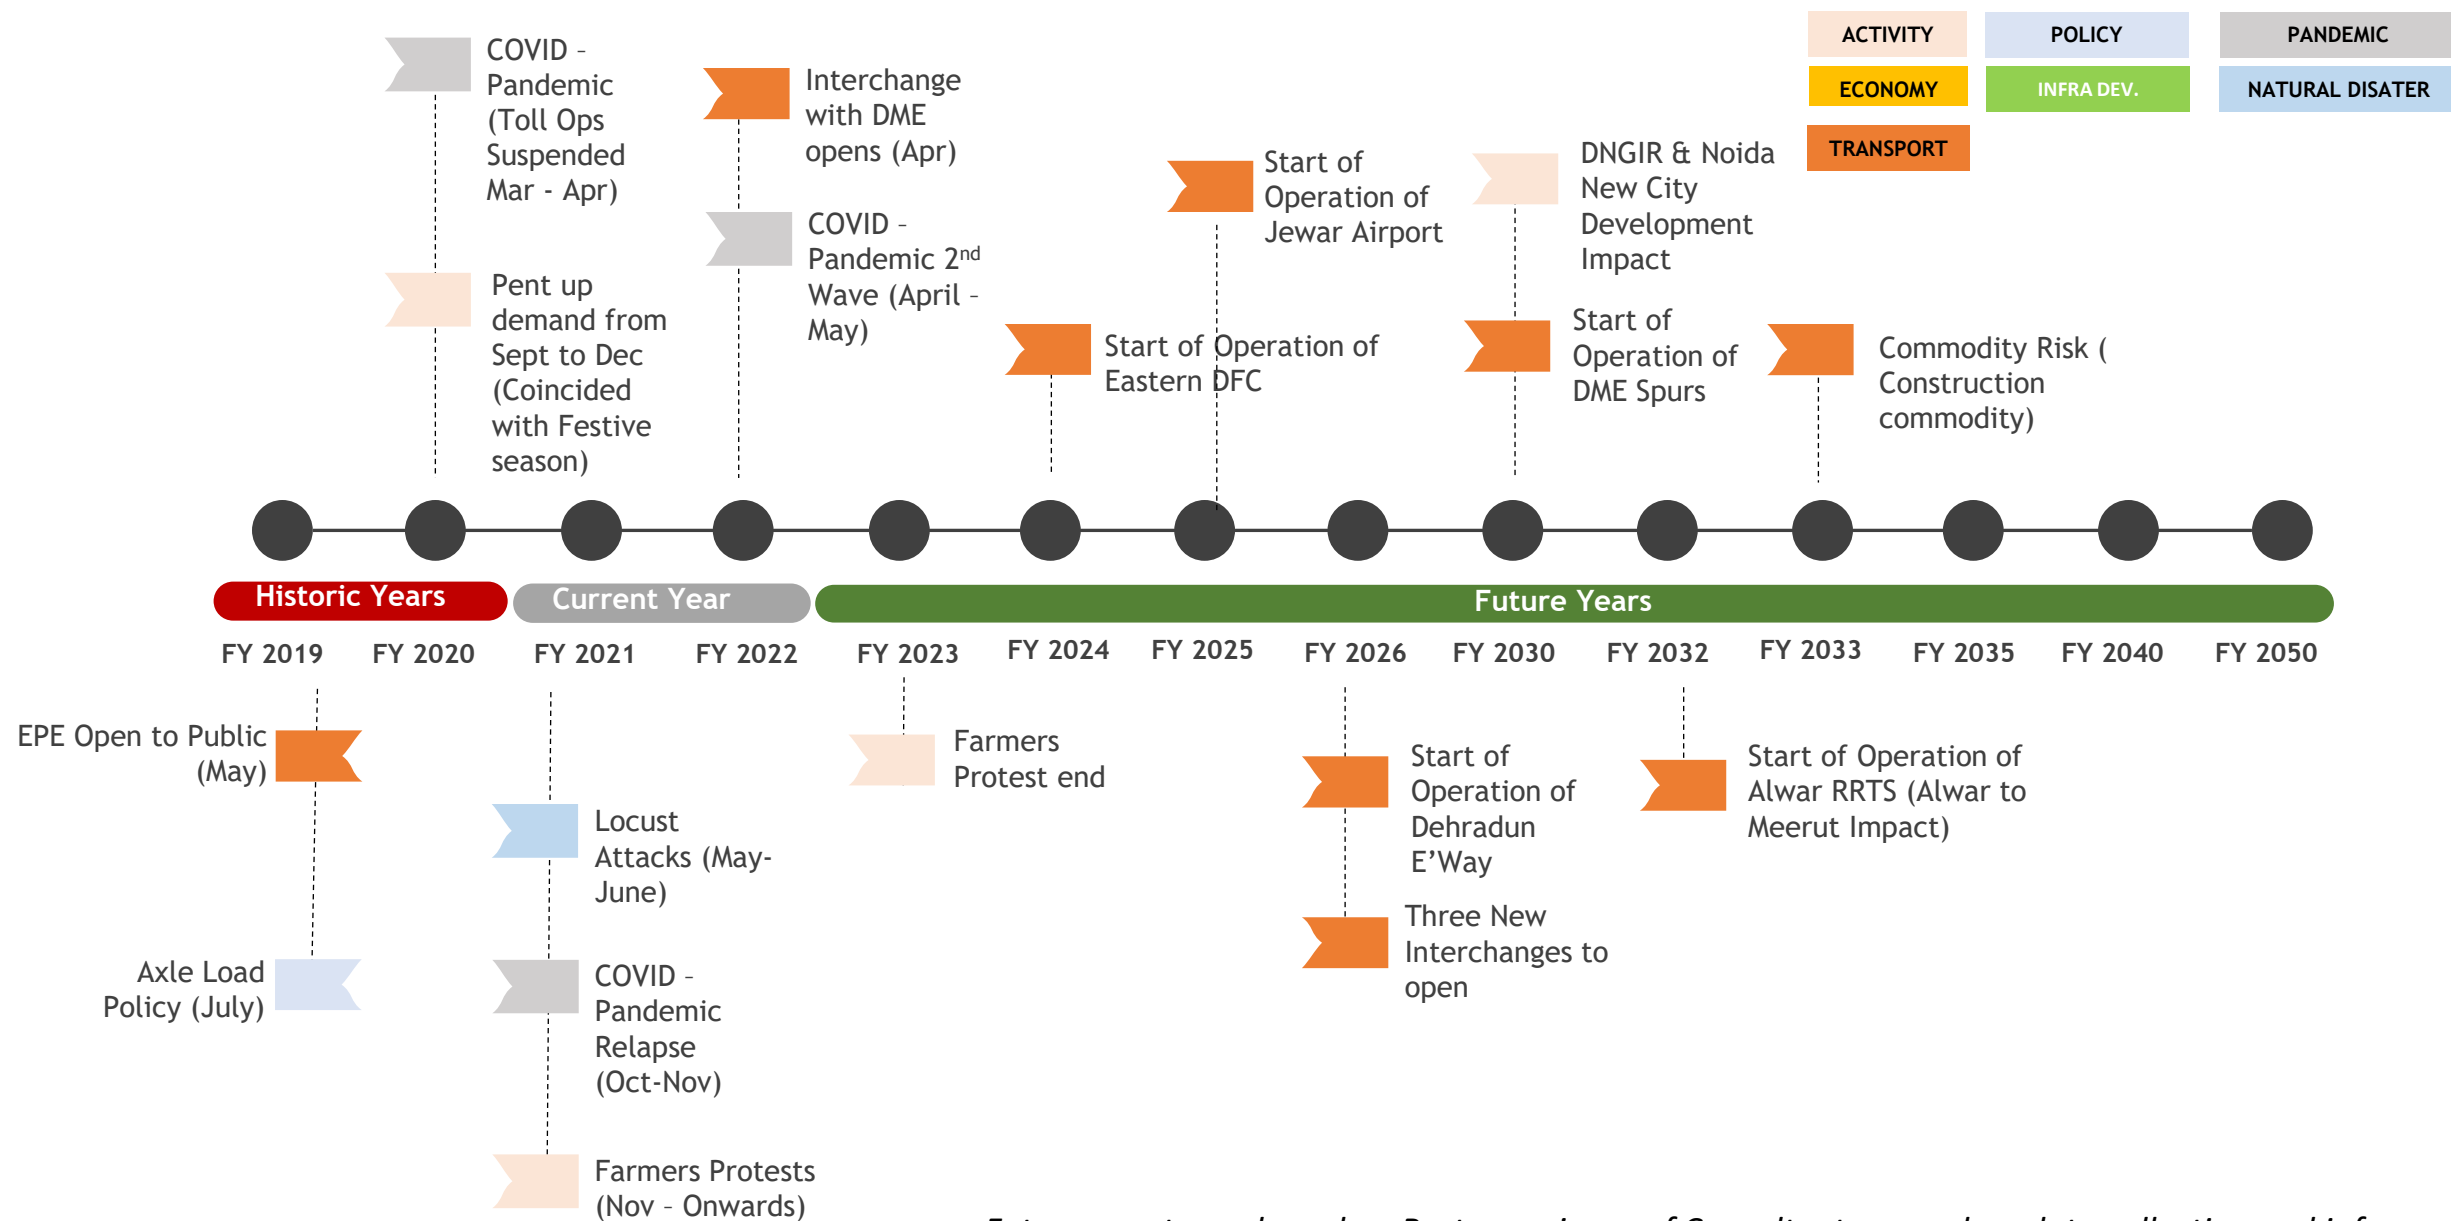 ACTIVITY
POLICY
PANDEMIC
ECONOMY
INFRA DEV.
NATURAL DISATER
TRANSPORT
COVID –
Pandemic
(Toll Ops
Suspended
Mar - Apr)
Pent up
demand from
Sept to Dec
(Coincided
with Festive
season)
Interchange
with DME
opens (Apr)
COVID –
Pandemic 2nd
Wave (April –
May)
Start of Operation of
Eastern DFC
Start of
Operation of
Jewar Airport
DNGIR & Noida
New City
Development
Impact
Start of
Operation of
DME Spurs
Commodity Risk (
Construction
commodity)
Historic Years
Current Year
Future Years
FY 2019
FY 2020
FY 2021
FY 2022
FY 2023
FY 2024
FY 2025
FY 2026
FY 2030
FY 2032
FY 2033
FY 2035
FY 2040
FY 2050
EPE Open to Public
(May)
Axle Load
Policy (July)
Locust
Attacks (May-
June)
COVID –
Pandemic
Relapse
(Oct-Nov)
Farmers Protests
(Nov – Onwards)
Farmers
Protest end
Start of
Operation of
Dehradun
E’Way
Three New
Interchanges to
open
Start of Operation of
Alwar RRTS (Alwar to
Meerut Impact)